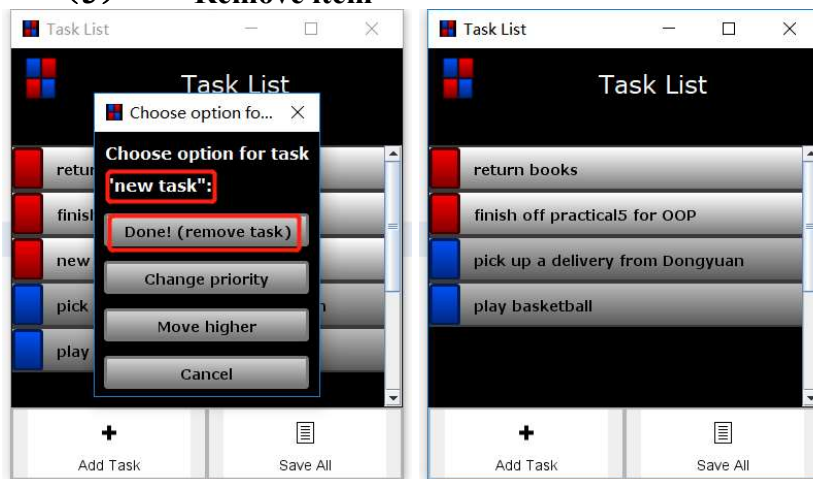 Remove item
Task List
Task List
Choose option fo...
Choose option for task
'new task":
Done! (remove task)
Change priority
Move higher
Cancel
retur
finish
new
pick
play
Add Task
Save All
Task List
Task List
return books
finish off practical5 for OOP
pick up a delivery from Dongyuan
play basketball
Add Task
Save All